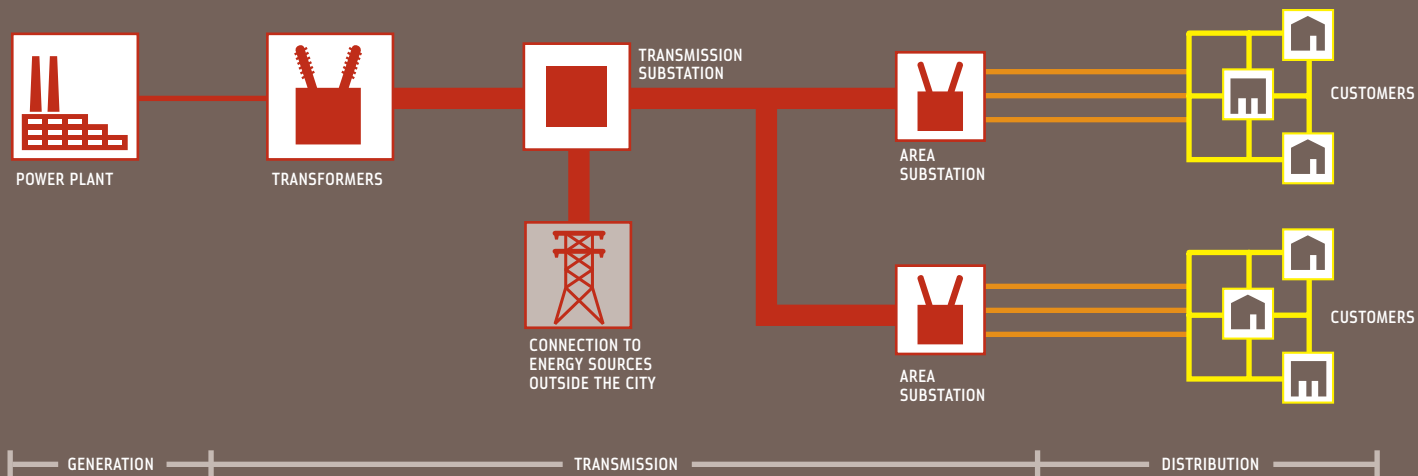 POWER PLANT
TRANSFORMERS
TRANSMISSION
SUBSTATION
CONNECTION TO
ENERGY SOURCES
OUTSIDE THE CITY
AREA
SUBSTATION
CUSTOMERS
AREA
SUBSTATION
CUSTOMERS
GENERATION
TRANSMISSION
DISTRIBUTION